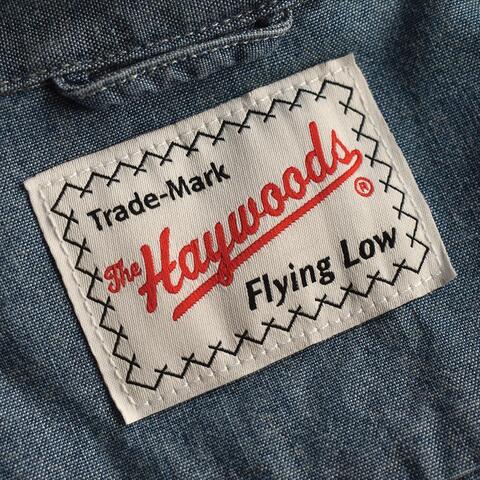 Trade-Mark
The Haywoods ®
Flying Low